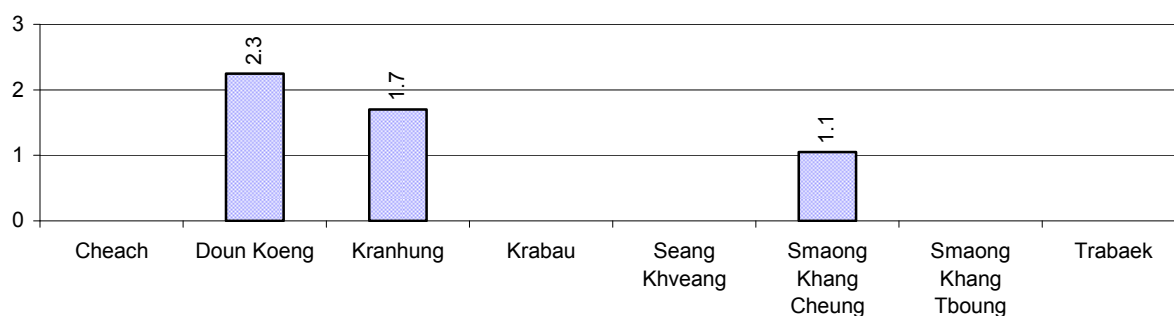 3
2
1
0
2.3
1.7
1.1
Cheach
Doun Koeng
Kranhung
Krabau
Seang
Khveang
Smaong
Khang
Cheung
Smaong
Khang
Tboung
Trabaek